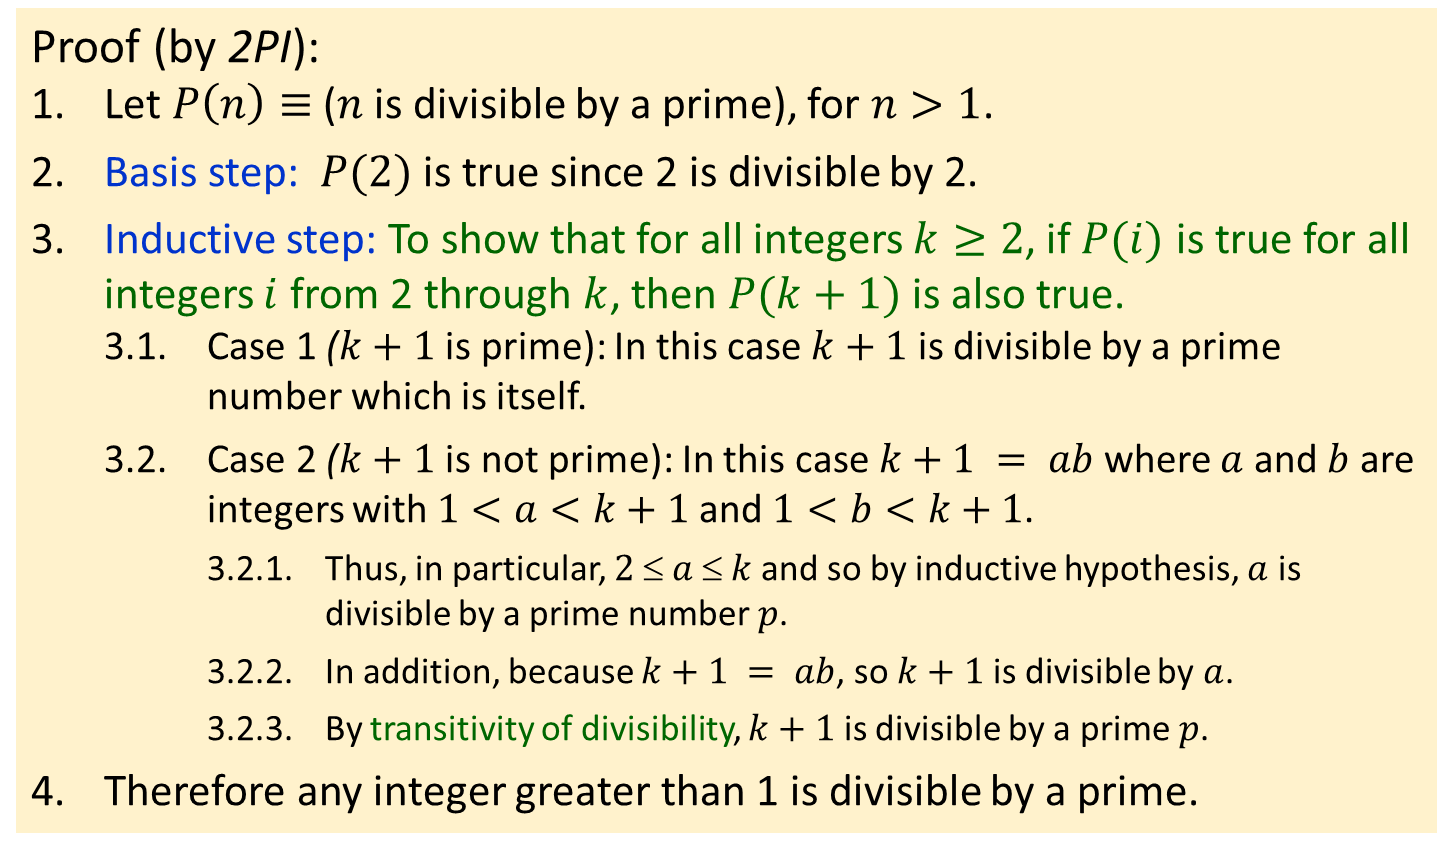 Proof (by 2PI):
1. Let P(n) ≡ (n is divisible by a prime), for n > 1.
2. Basis step: P(2) is true since 2 is divisible by 2.
3. Inductive step: To show that for all integers k ≥ 2, if P(i) is true for all
integers i from 2 through k, then P(k + 1) is also true.
3.1. Case 1 (k + 1 is prime): In this case k + 1 is divisible by a prime
number which is itself.
3.2. Case 2 (k + 1 is not prime): In this case k + 1 = ab where a and b are
integers with 1 < a < k + 1 and 1 < b < k + 1.
3.2.1. Thus, in particular, 2 ≤ a ≤ k and so by inductive hypothesis, a is
divisible by a prime number p.
3.2.2. In addition, because k + 1 = ab, so k + 1 is divisible by a.
3.2.3. By transitivity of divisibility, k + 1 is divisible by a prime p.
4. Therefore any integer greater than 1 is divisible by a prime.